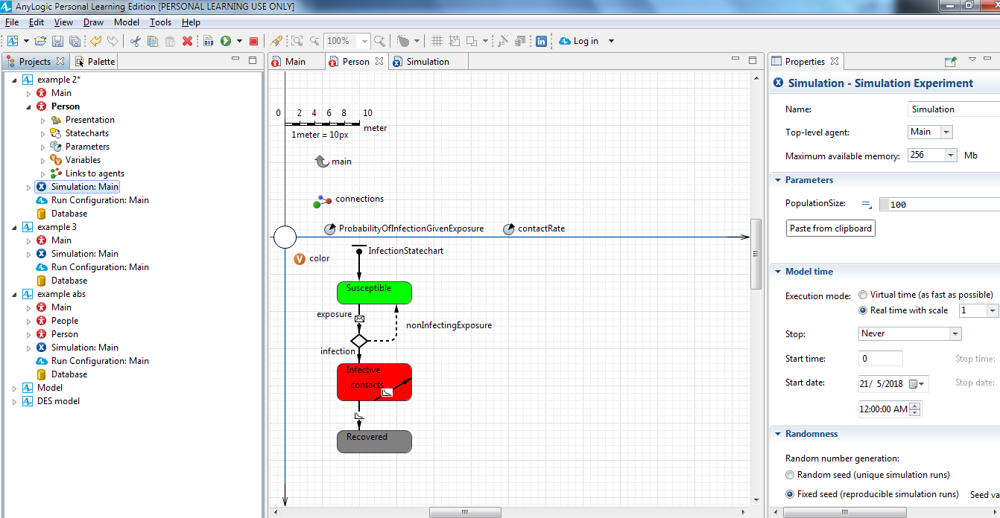 AnyLogic Personal Learning Edition [PERSONAL LEARNING USE ONLY]
File Edit View Draw Model Tools Help
100% Log in
Projects Palette
example 2*
Main
Person
Presentation
Statecharts
Parameters
Variables
Links to agents
Simulation: Main
Run Configuration: Main
Database
example 3
Main
Simulation: Main
Run Configuration: Main
Database
example abs
Main
People
Person
Simulation: Main
Run Configuration: Main
Database
Model
DES model
Main Person Simulation
0 2 4 6 8 10
meter
1meter = 10px
main
connections
ProbabilityOfInfectionGivenExposure contactRate
InfectionStatechart
color
Susceptible
exposure
nonInfectingExposure
infection
Infective
contacts
Recovered
Properties
Simulation - Simulation Experiment
Name: Simulation
Top-level agent: Main
Maximum available memory: 256 Mb
Parameters
PopulationSize: 100
Paste from clipboard
Model time
Execution mode: Virtual time (as fast as possible)
Real time with scale 1
Stop: Never
Start time: 0 Stop time:
Start date: 21/ 5/2018 Stop date:
12:00:00 AM
Randomness
Random number generation:
Random seed (unique simulation runs)
Fixed seed (reproducible simulation runs) Seed va